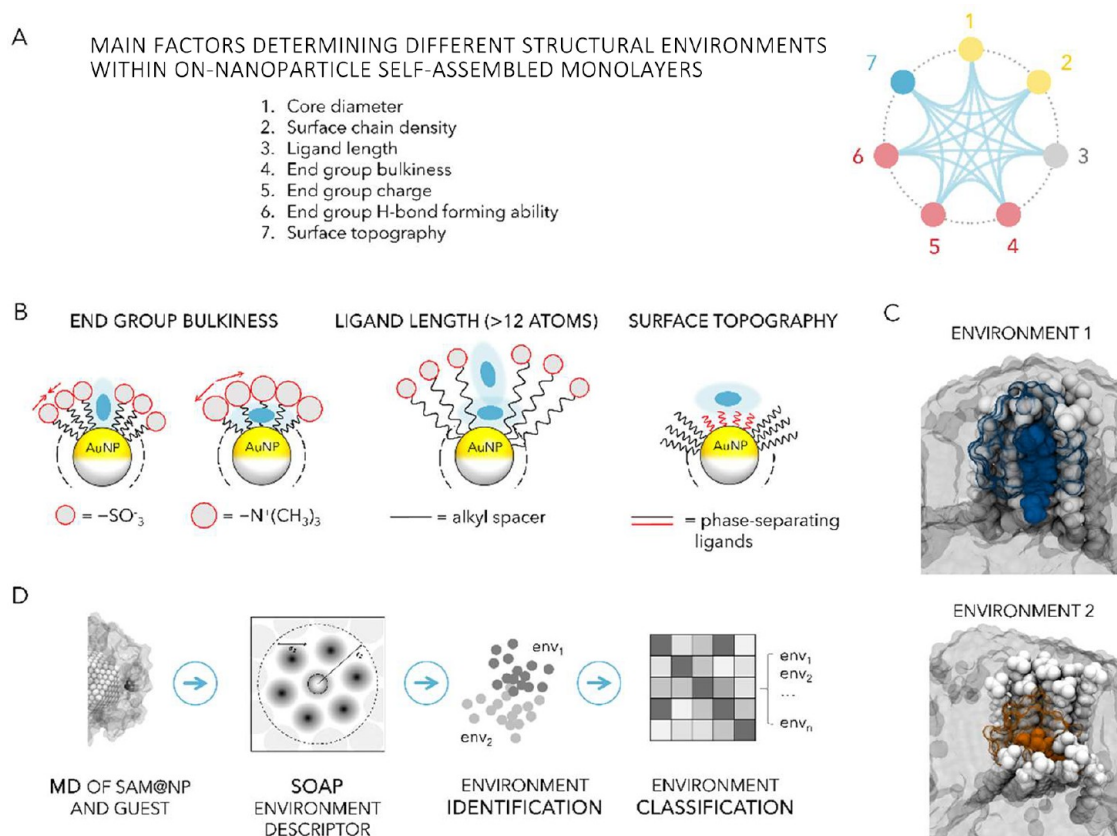 A
MAIN FACTORS DETERMINING DIFFERENT STRUCTURAL ENVIRONMENTS
WITHIN ON-NANOPARTICLE SELF-ASSEMBLED MONOLAYERS
1. Core diameter
2. Surface chain density
3. Ligand length
4. End group bulkiness
5. End group charge
6. End group H-bond forming ability
7. Surface topography
1
2
3
4
5
6
7
B
END GROUP BULKINESS
LIGAND LENGTH (>12 ATOMS)
SURFACE TOPOGRAPHY
AuNP
AuNP
AuNP
AuNP
= –SO⁻₃
= –N⁺(CH₃)₃
= alkyl spacer
= phase-separating
ligands
C
ENVIRONMENT 1
ENVIRONMENT 2
D
env₁
env₂
env₁
env₂
...
envₙ
MD OF SAM@NP
AND GUEST
SOAP
ENVIRONMENT
DESCRIPTOR
ENVIRONMENT
IDENTIFICATION
ENVIRONMENT
CLASSIFICATION